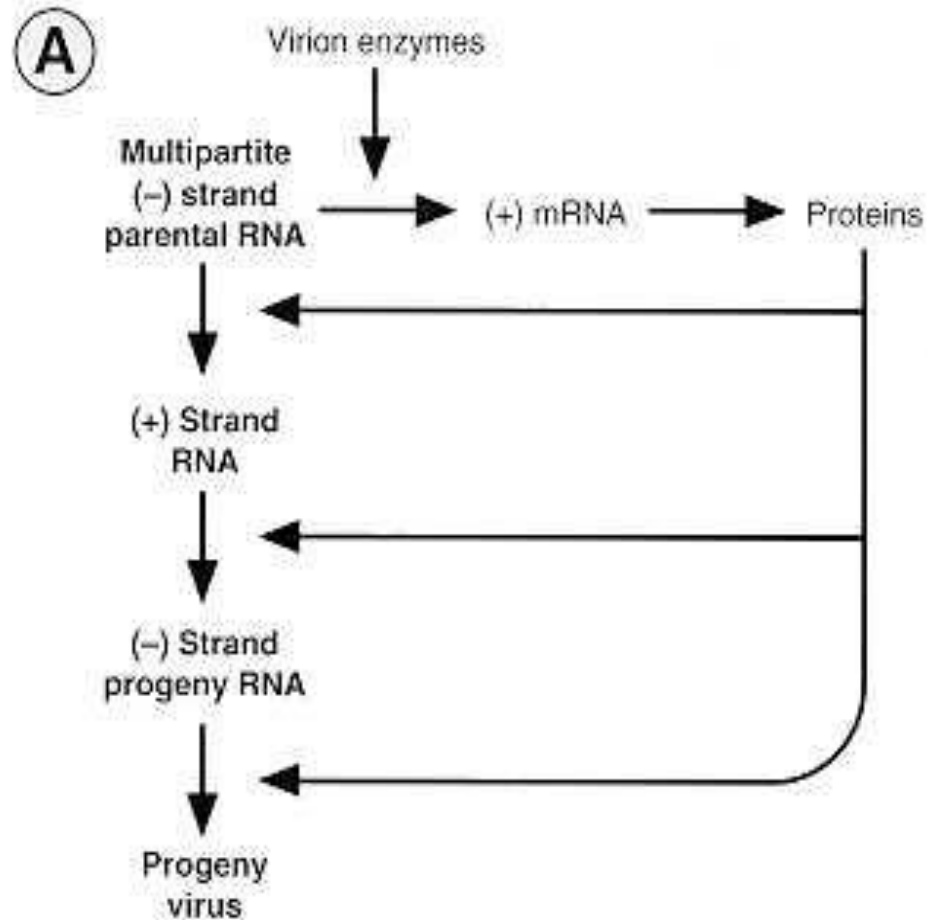 A
Virion enzymes
Multipartite
(–) strand
parental RNA
(+) mRNA
Proteins
(+) Strand
RNA
(–) Strand
progeny RNA
Progeny
virus